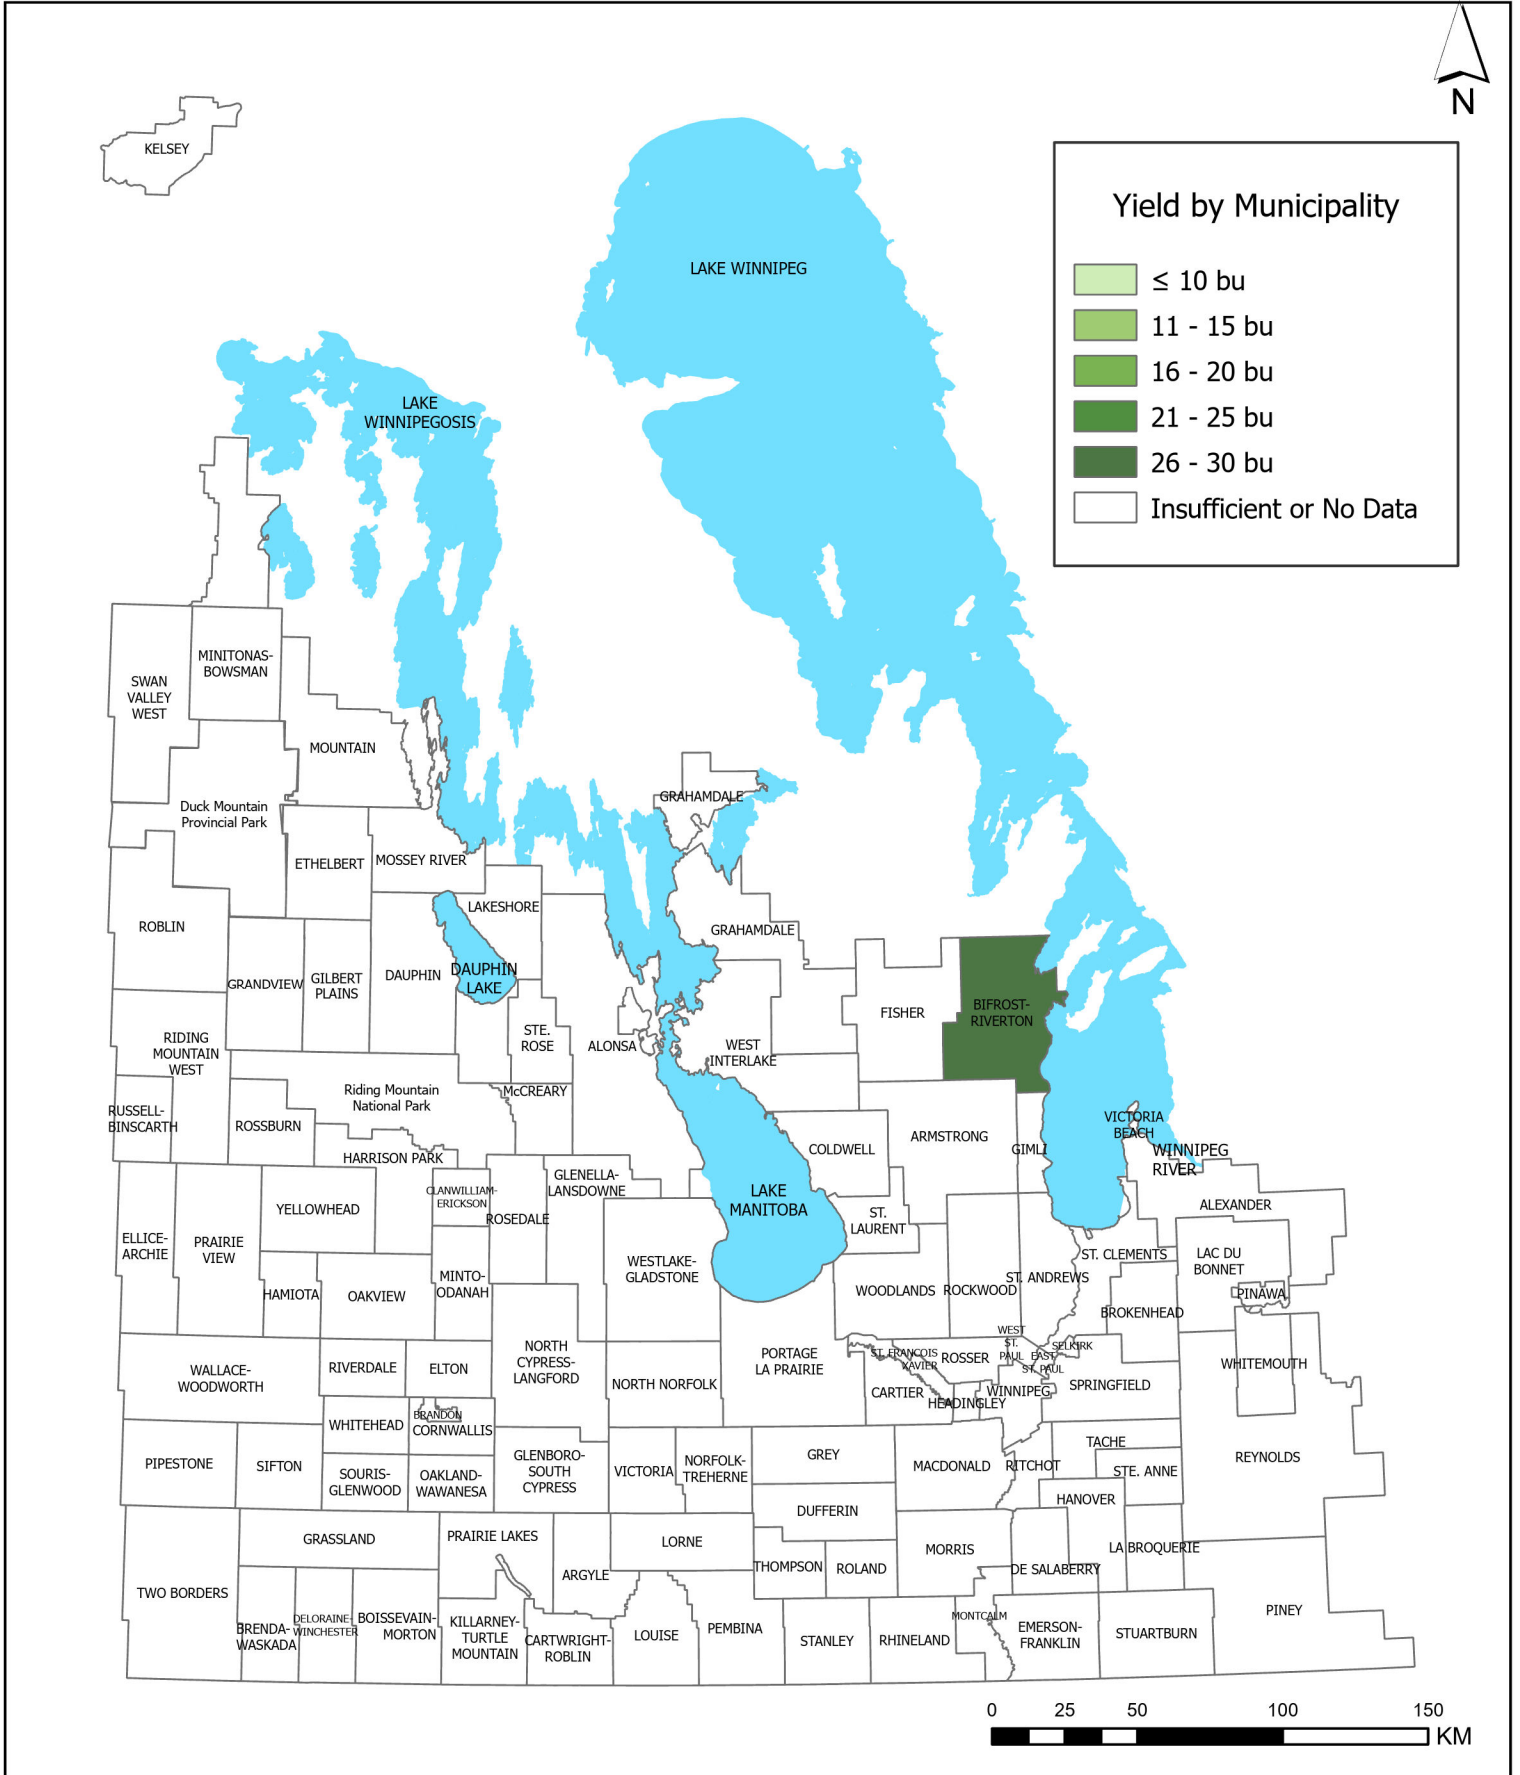 N
KELSEY
Yield by Municipality
≤ 10 bu
11 - 15 bu
16 - 20 bu
21 - 25 bu
26 - 30 bu
Insufficient or No Data
LAKE WINNIPEG
LAKE
WINNIPEGOSIS
MINITONAS-
BOWSMAN
SWAN
VALLEY
WEST
MOUNTAIN
Duck Mountain
Provincial Park
GRAHAMDALE
ETHELBERT
MOSSEY RIVER
LAKESHORE
ROBLIN
GRAHAMDALE
GRANDVIEW
GILBERT
PLAINS
DAUPHIN
DAUPHIN
LAKE
FISHER
BIFROST-
RIVERTON
STE.
ROSE
ALONSA
WEST
INTERLAKE
RIDING
MOUNTAIN
WEST
Riding Mountain
National Park
McCREARY
RUSSELL-
BINSCARTH
ROSSBURN
HARRISON PARK
COLDWELL
ARMSTRONG
GIMLI
VICTORIA
BEACH
WINNIPEG
RIVER
CLANWILLIAM-
ERICKSON
GLENELLA-
LANSDOWNE
YELLOWHEAD
ROSEDALE
LAKE
MANITOBA
ST.
LAURENT
ALEXANDER
ELLICE-
ARCHIE
PRAIRIE
VIEW
WESTLAKE-
GLADSTONE
ST. CLEMENTS
LAC DU
BONNET
HAMIOTA
OAKVIEW
MINTO-
ODANAH
WOODLANDS
ROCKWOOD
ST. ANDREWS
PINAWA
BROKENHEAD
NORTH
CYPRESS-
LANGFORD
WALLACE-
WOODWORTH
RIVERDALE
ELTON
NORTH NORFOLK
PORTAGE
LA PRAIRIE
ST. FRANCOIS
XAVIER
ROSSER
WEST
ST.
PAUL
EAST
ST. PAUL
SELKIRK
WHITEMOUTH
CARTIER
HEADINGLEY
WINNIPEG
SPRINGFIELD
WHITEHEAD
BRANDON
CORNWALLIS
PIPESTONE
SIFTON
SOURIS-
GLENWOOD
OAKLAND-
WAWANESA
GLENBORO-
SOUTH
CYPRESS
VICTORIA
NORFOLK-
TREHERNE
GREY
MACDONALD
RITCHOT
TACHE
STE. ANNE
REYNOLDS
HANOVER
DUFFERIN
GRASSLAND
PRAIRIE LAKES
LORNE
MORRIS
LA BROQUERIE
ARGYLE
THOMPSON
ROLAND
DE SALABERRY
TWO BORDERS
BRENDA-
WASKADA
DELORAINE-
WINCHESTER
BOISSEVAIN-
MORTON
KILLARNEY-
TURTLE
MOUNTAIN
CARTWRIGHT-
ROBLIN
LOUISE
PEMBINA
STANLEY
RHINELAND
MONTCALM
EMERSON-
FRANKLIN
STUARTBURN
PINEY
0 25 50 100 150
KM